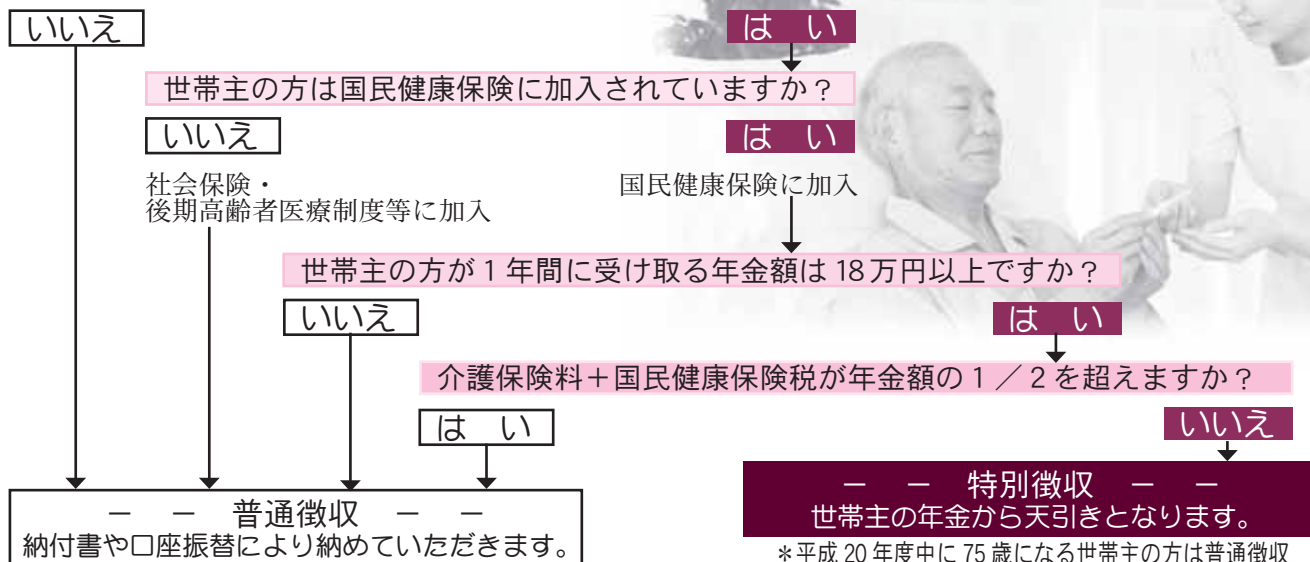 いいえ
は　い
世帯主の方は国民健康保険に加入されていますか？
いいえ
は　い
社会保険・
後期高齢者医療制度等に加入
国民健康保険に加入
世帯主の方が１年間に受け取る年金額は18万円以上ですか？
いいえ
は　い
介護保険料＋国民健康保険税が年金額の１／２を超えますか？
は　い
いいえ
－　－　普通徴収　－　－
納付書や口座振替により納めていただきます。
－　－　特別徴収　－　－
世帯主の年金から天引きとなります。
＊平成20年度中に75歳になる世帯主の方は普通徴収